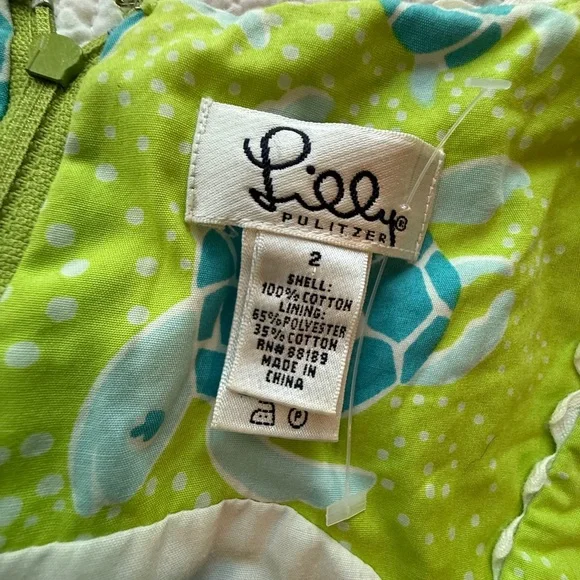 Lilly®
PULITZER
2
SHELL:
100% COTTON
LINING:
65% POLYESTER
35% COTTON
RN# 88189
MADE IN
CHINA
P